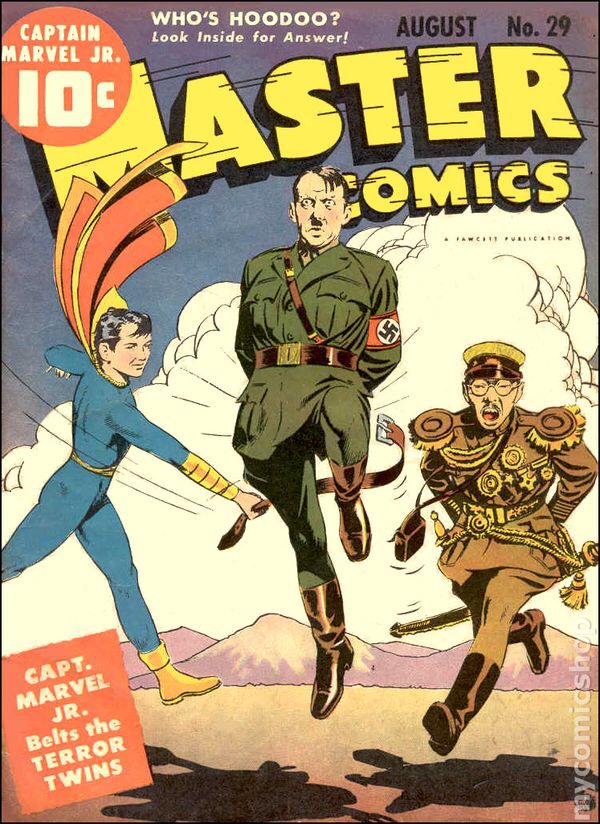 WHO'S HOODOO?
Look Inside for Answer!
AUGUST No. 29
CAPTAIN
MARVEL JR.
10c
MASTER
COMICS
A FAWCETT PUBLICATION
CAPT.
MARVEL
JR.
Belts the
TERROR
TWINS
mycomicshop